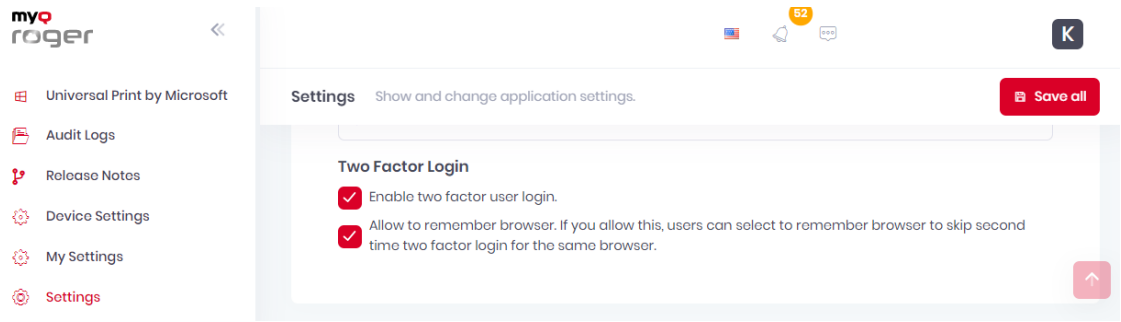 myQ
roger
52
K
Universal Print by Microsoft
Settings Show and change application settings.
Save all
Audit Logs
Two Factor Login
Release Notes
Enable two factor user login.
Device Settings
Allow to remember browser. If you allow this, users can select to remember browser to skip second
time two factor login for the same browser.
My Settings
Settings